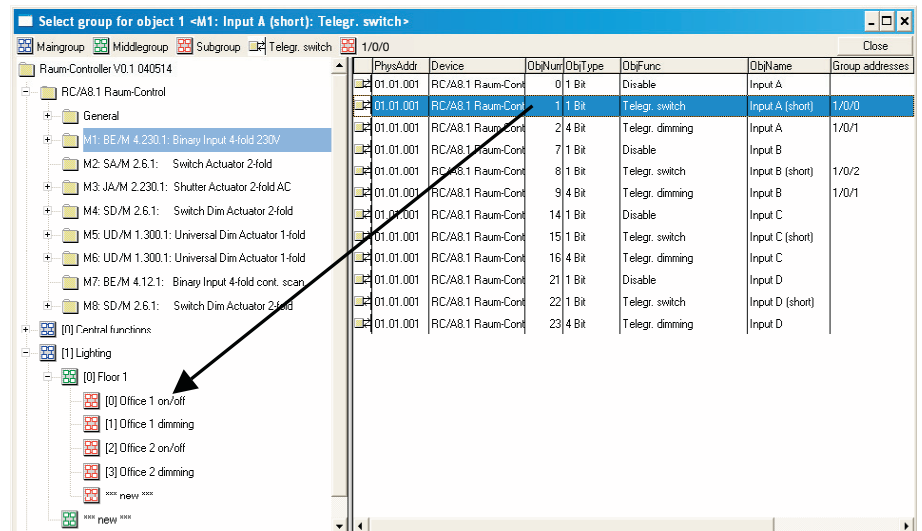 Select group for object 1 <M1: Input A (short): Telegr. switch>
Maingroup Middlegroup Subgroup Telegr. switch 1/0/0 Close
Raum-Controller V0.1 040514
RC/A8.1 Raum-Control
General
M1: BE/M 4.230.1: Binary Input 4-fold 230V
M2: SA/M 2.6.1: Switch Actuator 2-fold
M3: JA/M 2.230.1: Shutter Actuator 2-fold AC
M4: SD/M 2.6.1: Switch Dim Actuator 2-fold
M5: UD/M 1.300.1: Universal Dim Actuator 1-fold
M6: UD/M 1.300.1: Universal Dim Actuator 1-fold
M7: BE/M 4.12.1: Binary Input 4-fold cont. scan
M8: SD/M 2.6.1: Switch Dim Actuator 2-fold
[0] Central functions
[1] Lighting
[0] Floor 1
[0] Office 1 on/off
[1] Office 1 dimming
[2] Office 2 on/off
[3] Office 2 dimming
*** new ***
*** new ***
PhysAddr Device ObjNum ObjType ObjFunc ObjName Group addresses
01.01.001 RC/A8.1 Raum-Cont 0 1 Bit Disable Input A
01.01.001 RC/A8.1 Raum-Cont 1 1 Bit Telegr. switch Input A (short) 1/0/0
01.01.001 RC/A8.1 Raum-Cont 2 4 Bit Telegr. dimming Input A 1/0/1
01.01.001 RC/A8.1 Raum-Cont 7 1 Bit Disable Input B
01.01.001 RC/A8.1 Raum-Cont 8 1 Bit Telegr. switch Input B (short) 1/0/2
01.01.001 RC/A8.1 Raum-Cont 9 4 Bit Telegr. dimming Input B 1/0/1
01.01.001 RC/A8.1 Raum-Cont 14 1 Bit Disable Input C
01.01.001 RC/A8.1 Raum-Cont 15 1 Bit Telegr. switch Input C (short)
01.01.001 RC/A8.1 Raum-Cont 16 4 Bit Telegr. dimming Input C
01.01.001 RC/A8.1 Raum-Cont 21 1 Bit Disable Input D
01.01.001 RC/A8.1 Raum-Cont 22 1 Bit Telegr. switch Input D (short)
01.01.001 RC/A8.1 Raum-Cont 23 4 Bit Telegr. dimming Input D